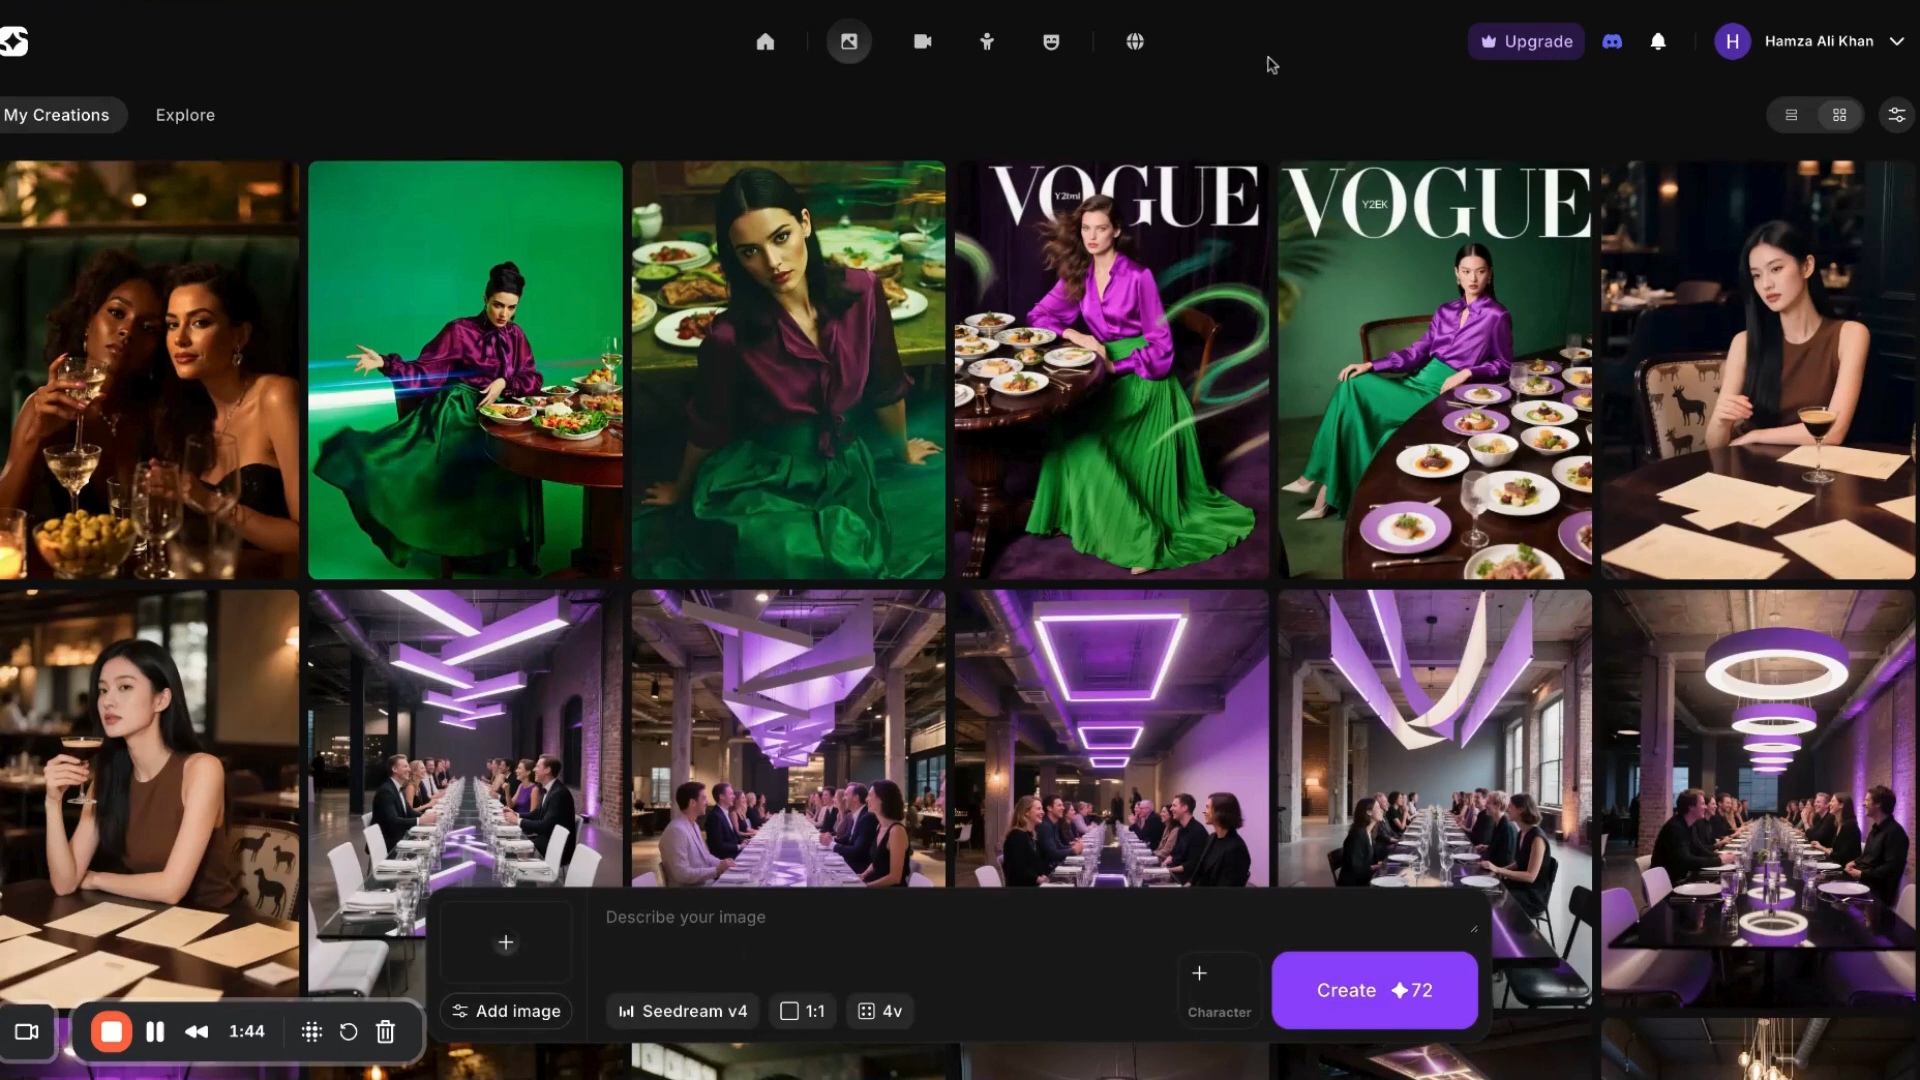 Upgrade
H
Hamza Ali Khan
My Creations
Explore
VOGUE
VOGUE
Y2EK
Describe your image
Add image
Seedream v4
1:1
4v
Character
Create
72
1:44